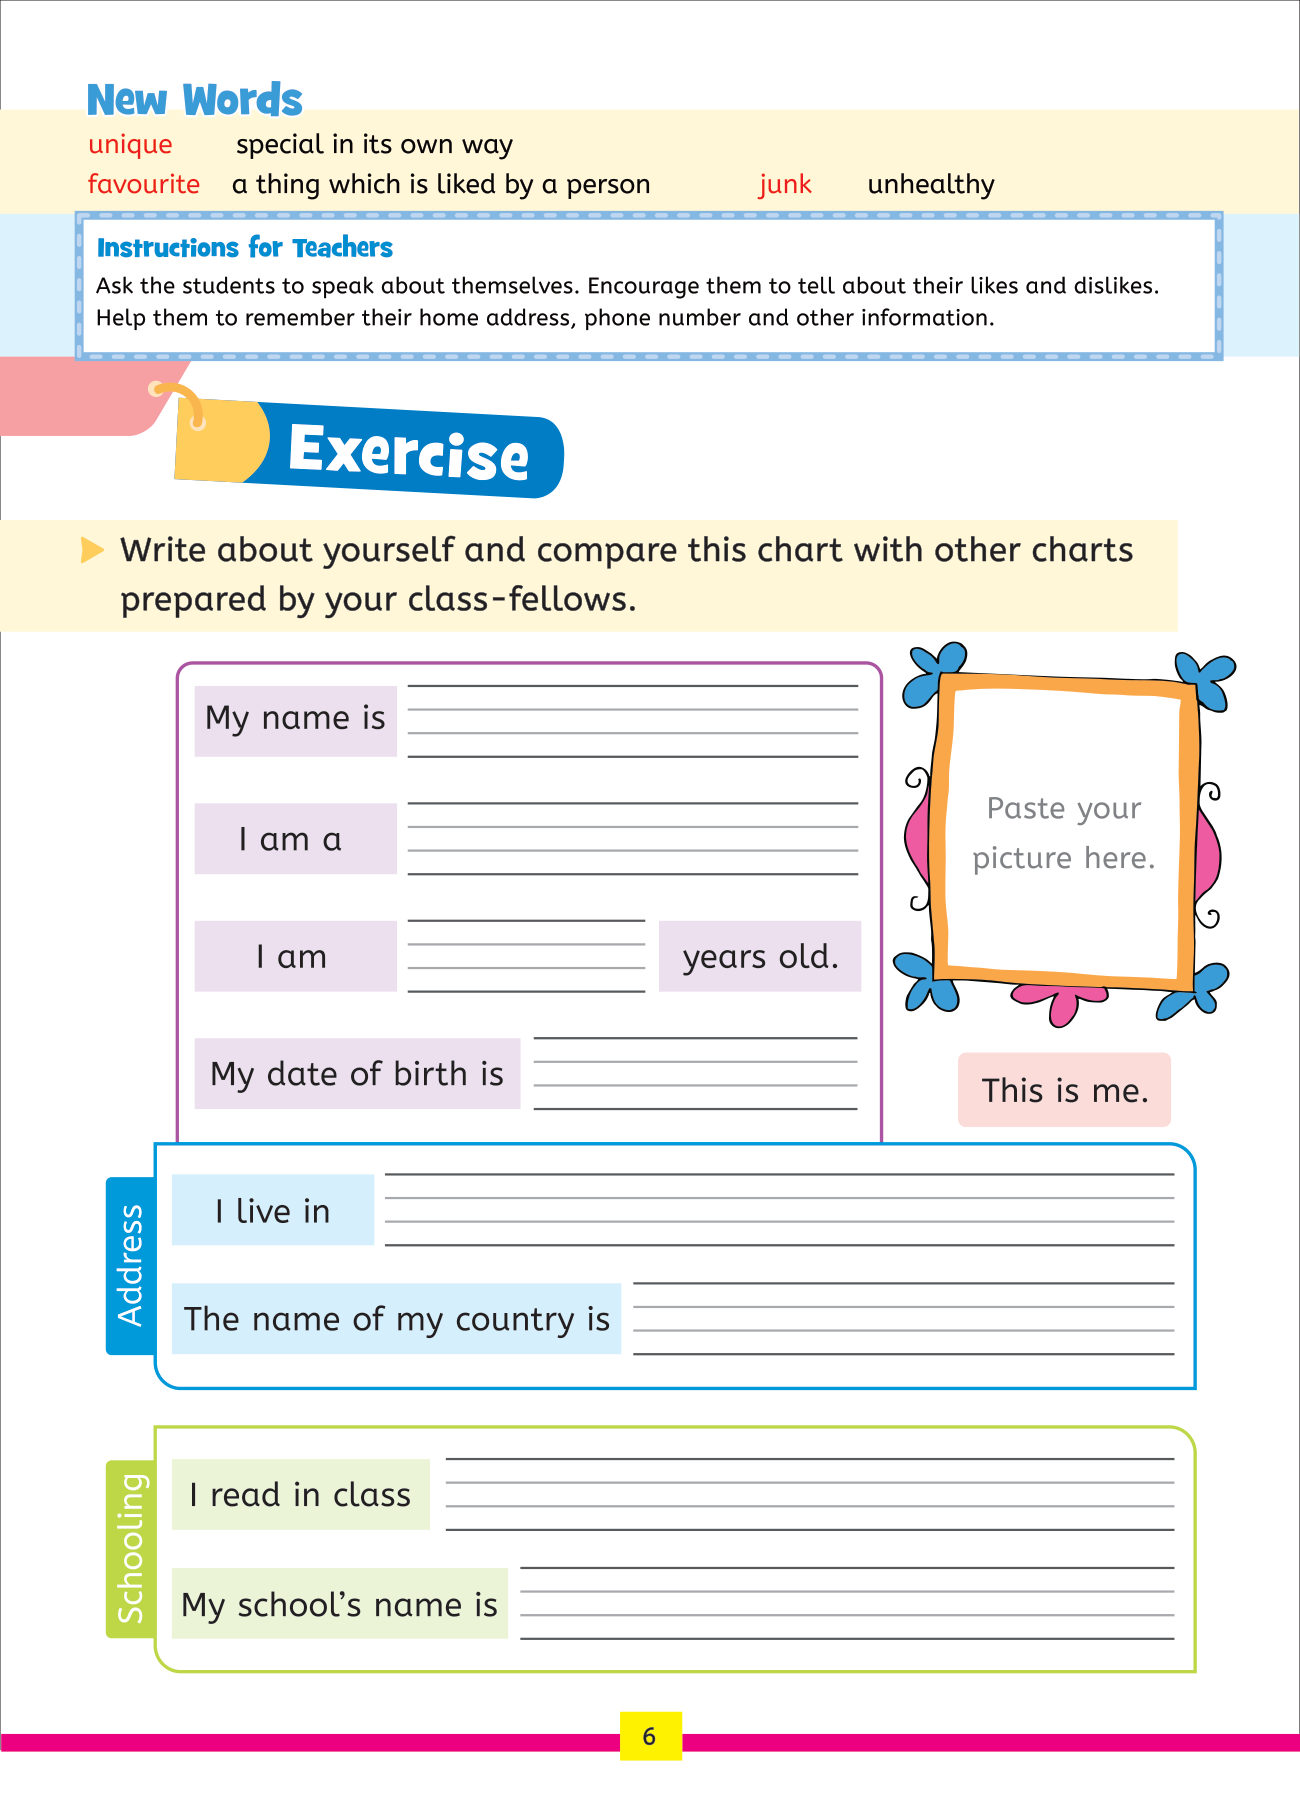 New Words
unique special in its own way
favourite a thing which is liked by a person junk unhealthy
Instructions for Teachers
Ask the students to speak about themselves. Encourage them to tell about their likes and dislikes.
Help them to remember their home address, phone number and other information.
Exercise
Write about yourself and compare this chart with other charts
prepared by your class-fellows.
My name is
I am a
I am years old.
My date of birth is
Paste your
picture here.
This is me.
Address
I live in
The name of my country is
Schooling
I read in class
My school's name is
6